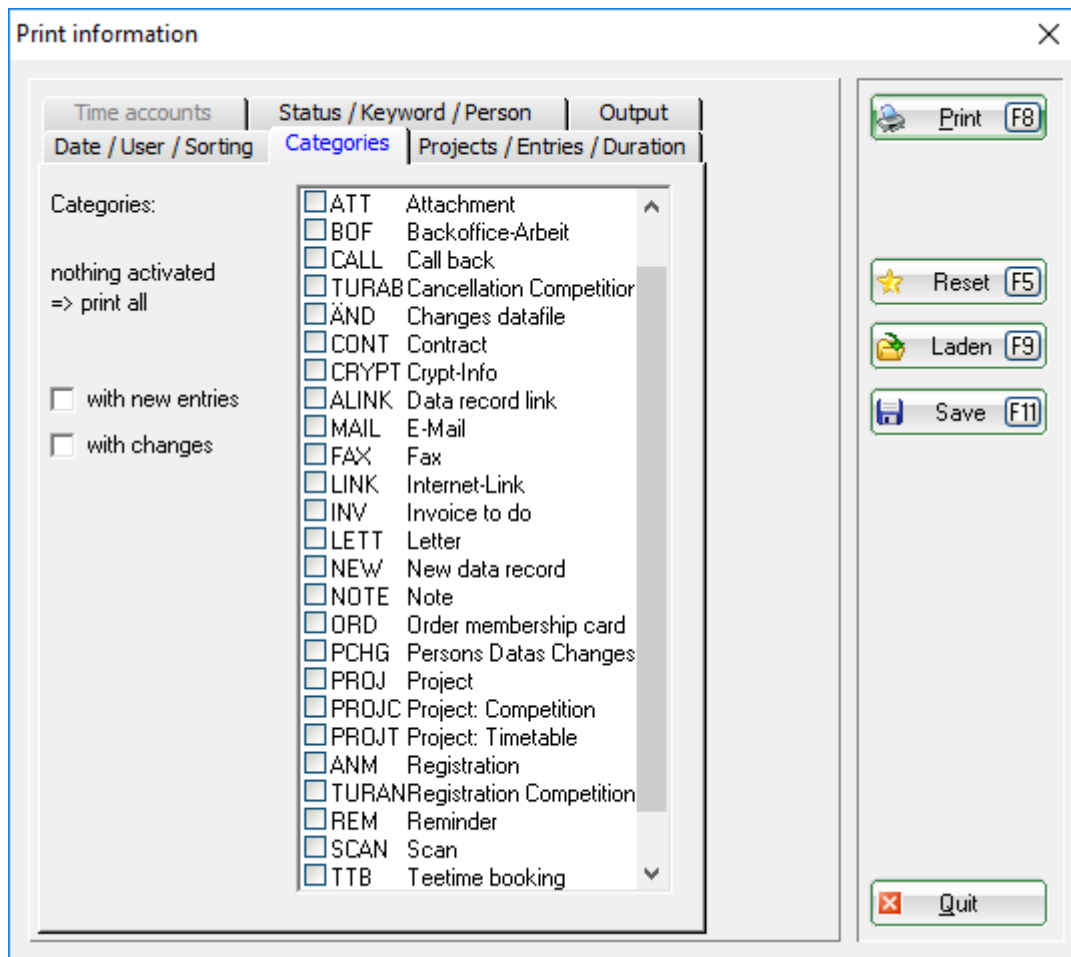 Print information
Time accounts
Status / Keyword / Person
Output
Date / User / Sorting
Categories
Projects / Entries / Duration
Categories:
nothing activated
=> print all
with new entries
with changes
ATT Attachment
BOF Backoffice-Arbeit
CALL Call back
TURAB Cancellation Competition
ÄND Changes datafile
CONT Contract
CRYPT Crypt-Info
ALINK Data record link
MAIL E-Mail
FAX Fax
LINK Internet-Link
INV Invoice to do
LETT Letter
NEW New data record
NOTE Note
ORD Order membership card
PCHG Persons Datas Changes
PROJ Project
PROJC Project: Competition
PROJT Project: Timetable
ANM Registration
TURAN Registration Competition
REM Reminder
SCAN Scan
TTB Teetime booking
Print F8
Reset F5
Laden F9
Save F11
Quit